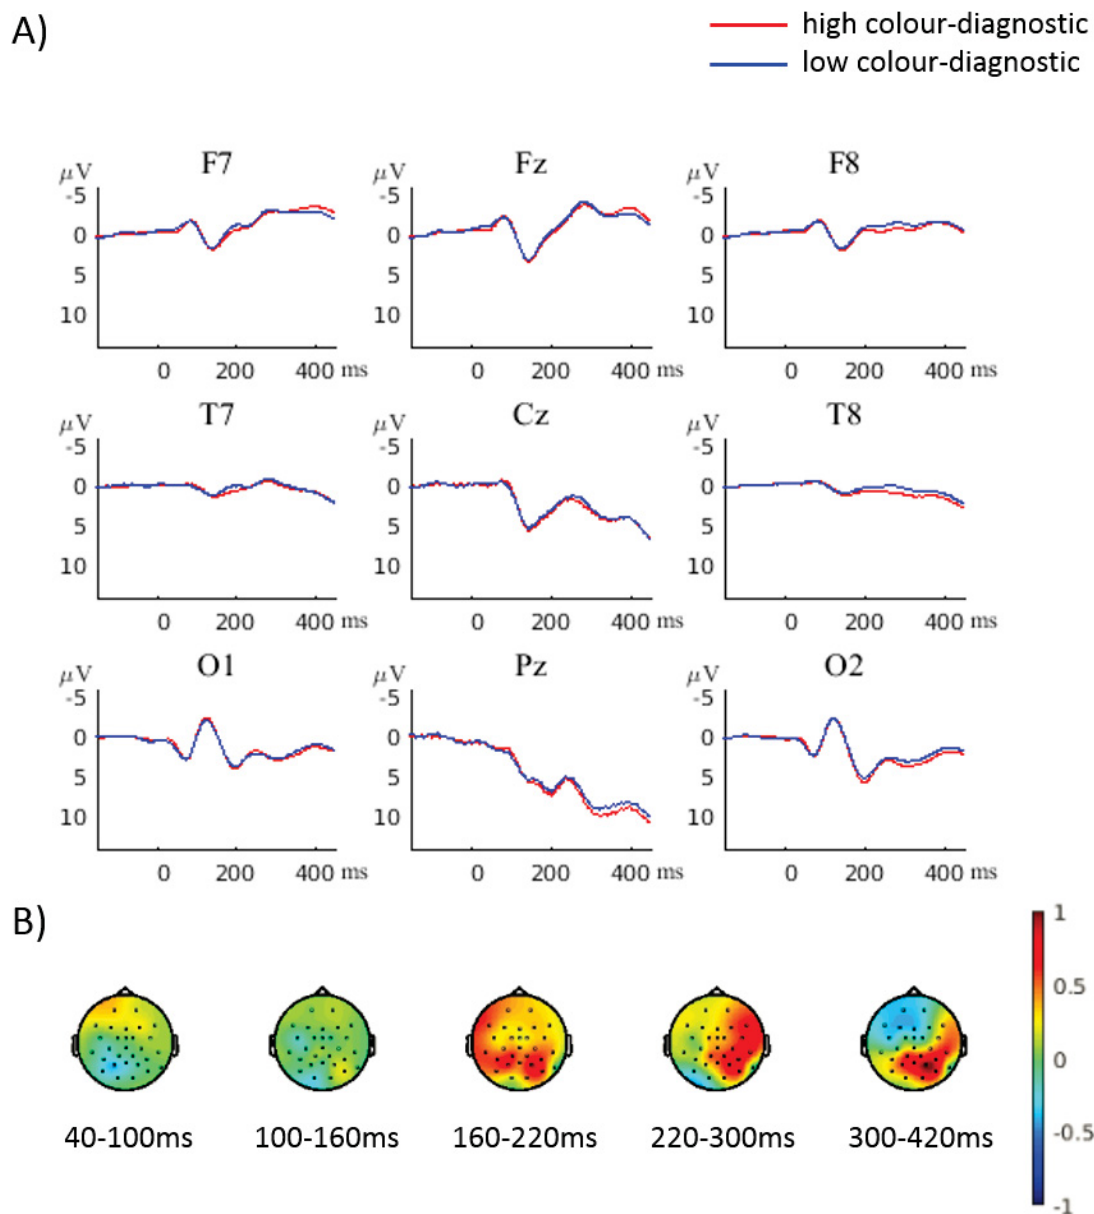 A)
high colour-diagnostic
low colour-diagnostic
F7 Fz F8
μV μV μV
-5 -5 -5
0 0 0
5 5 5
10 10 10
0 200 400 ms 0 200 400 ms 0 200 400 ms
T7 Cz T8
μV μV μV
-5 -5 -5
0 0 0
5 5 5
10 10 10
0 200 400 ms 0 200 400 ms 0 200 400 ms
O1 Pz O2
μV μV μV
-5 -5 -5
0 0 0
5 5 5
10 10 10
0 200 400 ms 0 200 400 ms 0 200 400 ms
B)
1
0.5
0
-0.5
-1
40-100ms 100-160ms 160-220ms 220-300ms 300-420ms